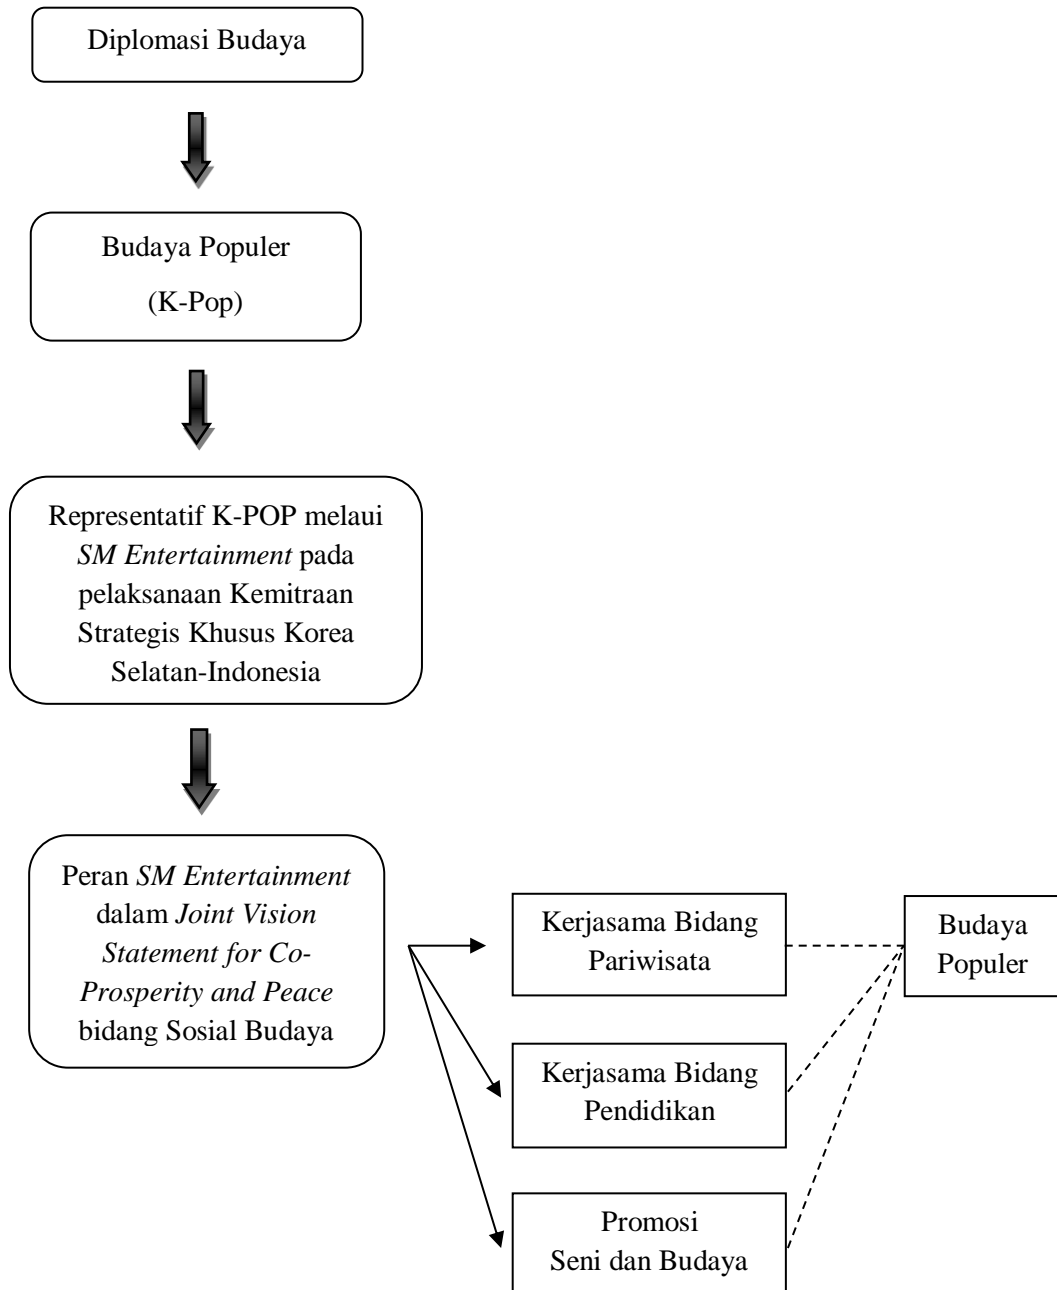 Diplomasi Budaya
Budaya Populer
(K-Pop)
Representatif K-POP melaui
SM Entertainment pada
pelaksanaan Kemitraan
Strategis Khusus Korea
Selatan-Indonesia
Peran SM Entertainment
dalam Joint Vision
Statement for Co-
Prosperity and Peace
bidang Sosial Budaya
Kerjasama Bidang
Pariwisata
Budaya
Populer
Kerjasama Bidang
Pendidikan
Promosi
Seni dan Budaya